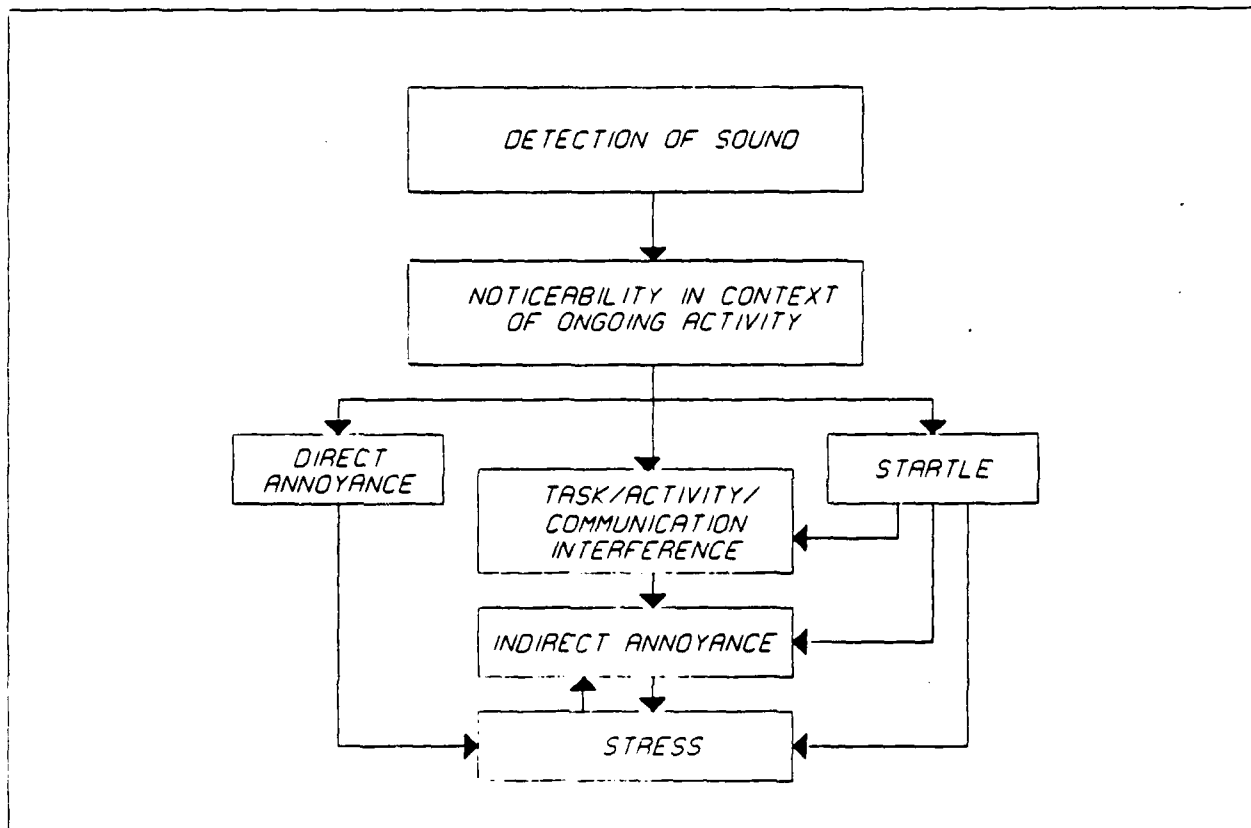 DETECTION OF SOUND
NOTICEABILITY IN CONTEXT
OF ONGOING ACTIVITY
DIRECT
ANNOYANCE
STARTLE
TASK/ACTIVITY/
COMMUNICATION
INTERFERENCE
INDIRECT ANNOYANCE
STRESS